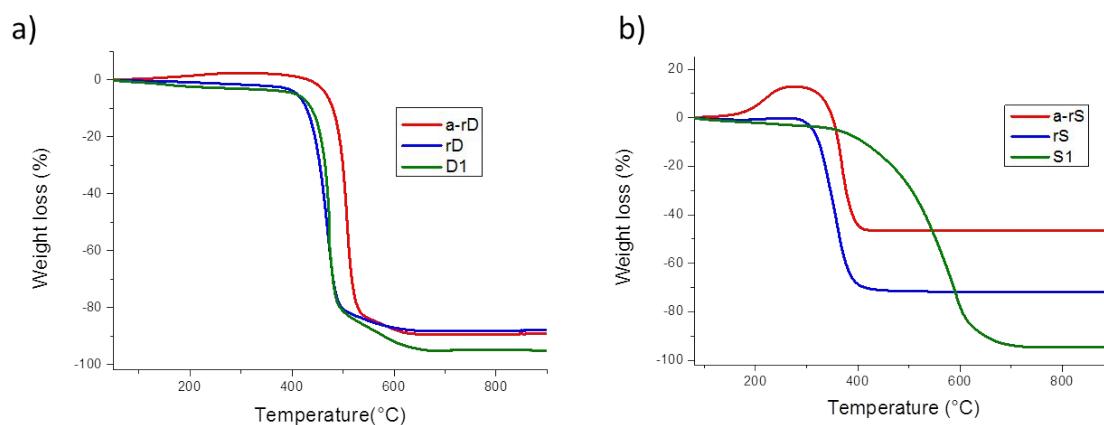 a)
0
-20
-40
-60
-80
-100
200
400
600
800
Weight loss (%)
Temperature(°C)
a-rD
rD
D1
b)
20
0
-20
-40
-60
-80
-100
200
400
600
800
Weight loss (%)
Temperature (°C)
a-rS
rS
S1